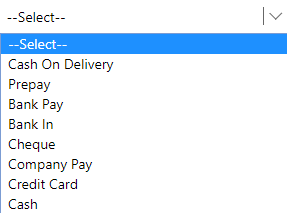 --Select--
--Select--
Cash On Delivery
Prepay
Bank Pay
Bank In
Cheque
Company Pay
Credit Card
Cash